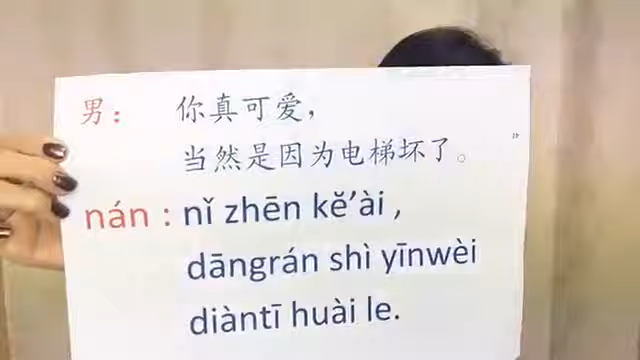 男： 你真可爱，
当然是因为电梯坏了。
nán : nǐ zhēn kě’ài ,
dāngrán shì yīnwèi
diàntī huài le.